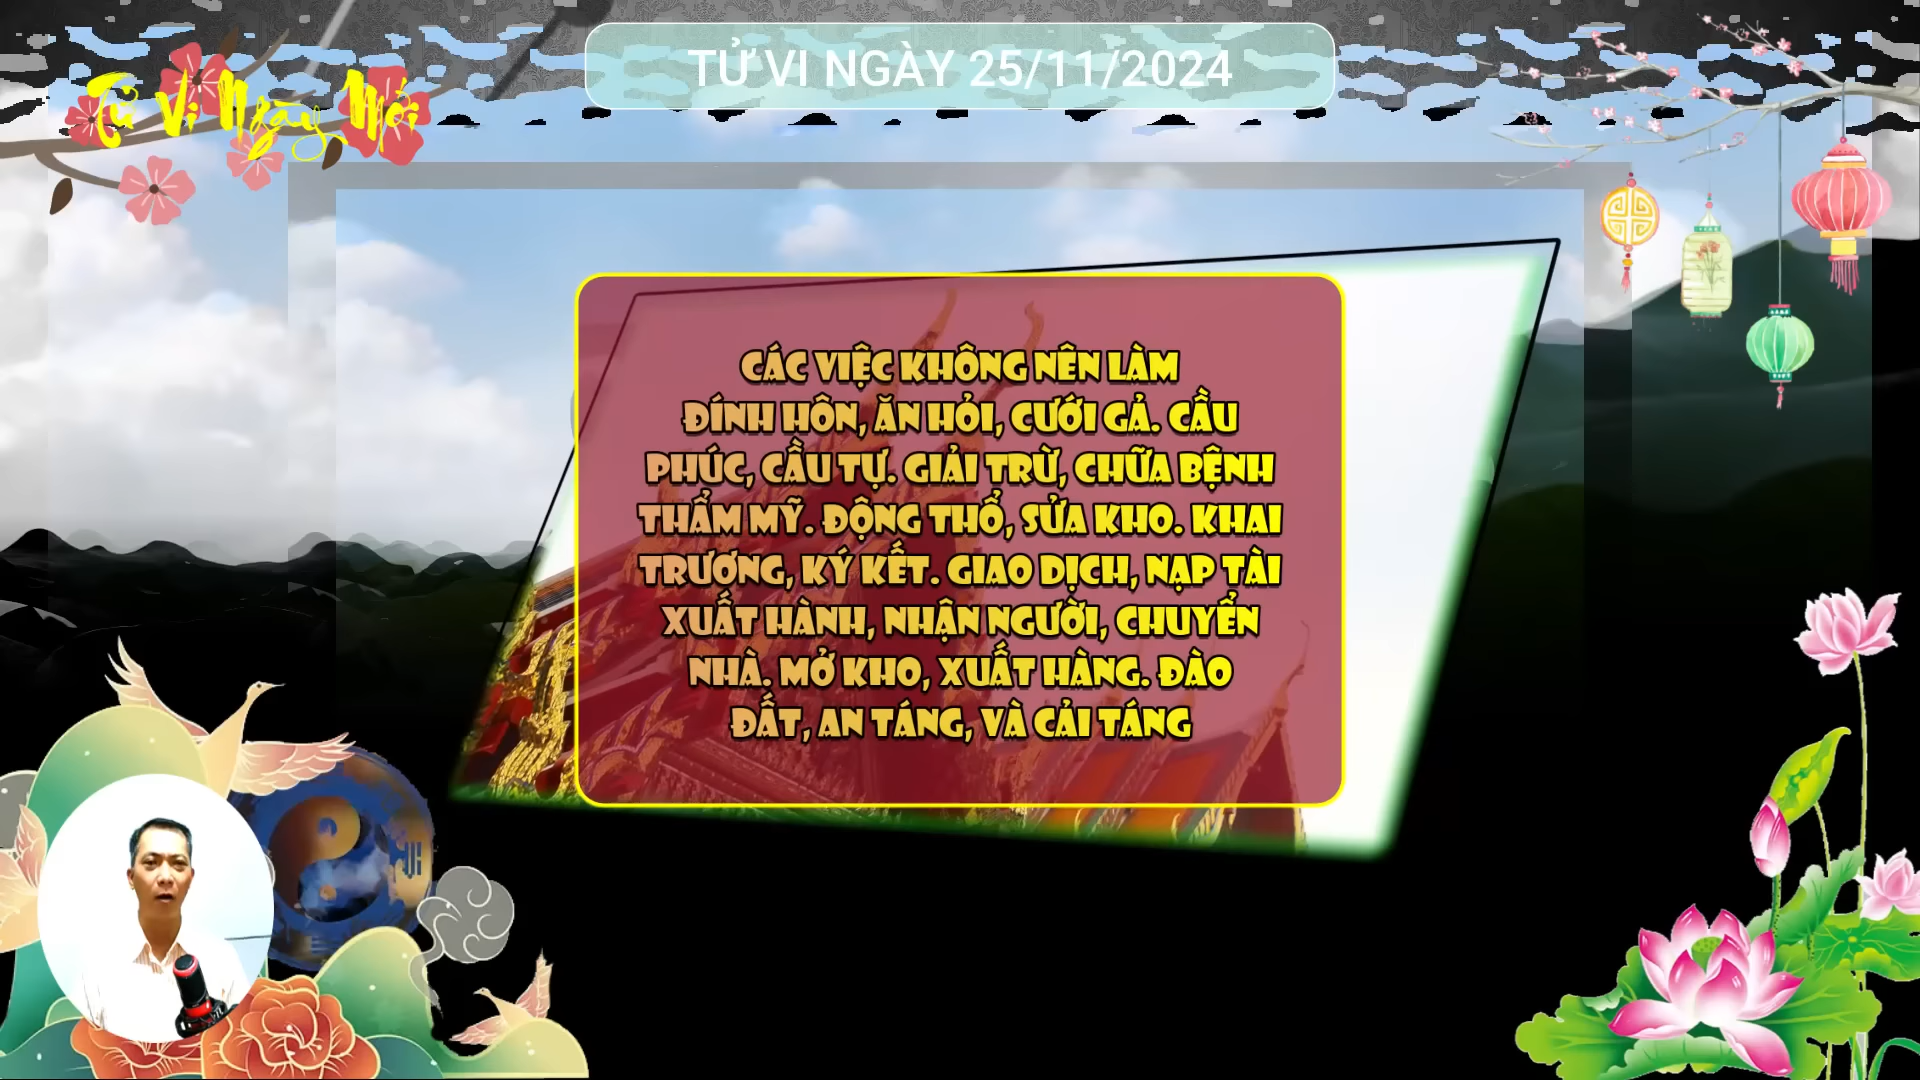 TỬ VI NGÀY 25/11/2024
Tử Vi Ngày Mới
CÁC VIỆC KHÔNG NÊN LÀM
ĐÍNH HÔN, ĂN HỎI, CƯỚI GẢ. CẦU
PHÚC, CẦU TỰ. GIẢI TRỪ, CHỮA BỆNH
THẨM MỸ. ĐỘNG THỔ, SỬA KHO. KHAI
TRƯƠNG, KÝ KẾT. GIAO DỊCH, NẠP TÀI
XUẤT HÀNH, NHẬN NGƯỜI, CHUYỂN
NHÀ. MỞ KHO, XUẤT HÀNG. ĐÀO
ĐẤT, AN TÁNG, VÀ CẢI TÁNG